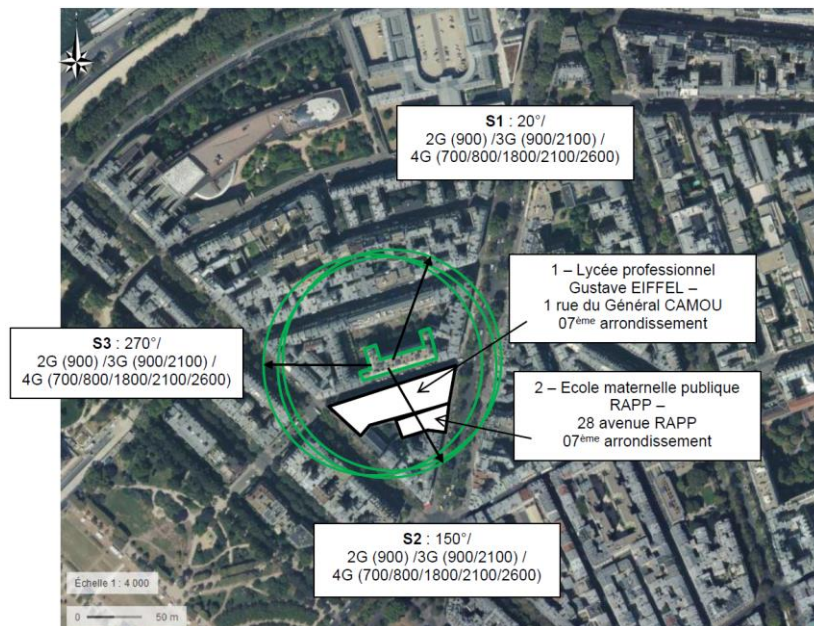 S1 : 20°/
2G (900) /3G (900/2100) /
4G (700/800/1800/2100/2600)
1 – Lycée professionnel
Gustave EIFFEL –
1 rue du Général CAMOU
07ème arrondissement
S3 : 270°/
2G (900) /3G (900/2100) /
4G (700/800/1800/2100/2600)
2 – Ecole maternelle publique
RAPP –
28 avenue RAPP
07ème arrondissement
S2 : 150°/
2G (900) /3G (900/2100) /
4G (700/800/1800/2100/2600)
Échelle 1 : 4 000
0 50 m